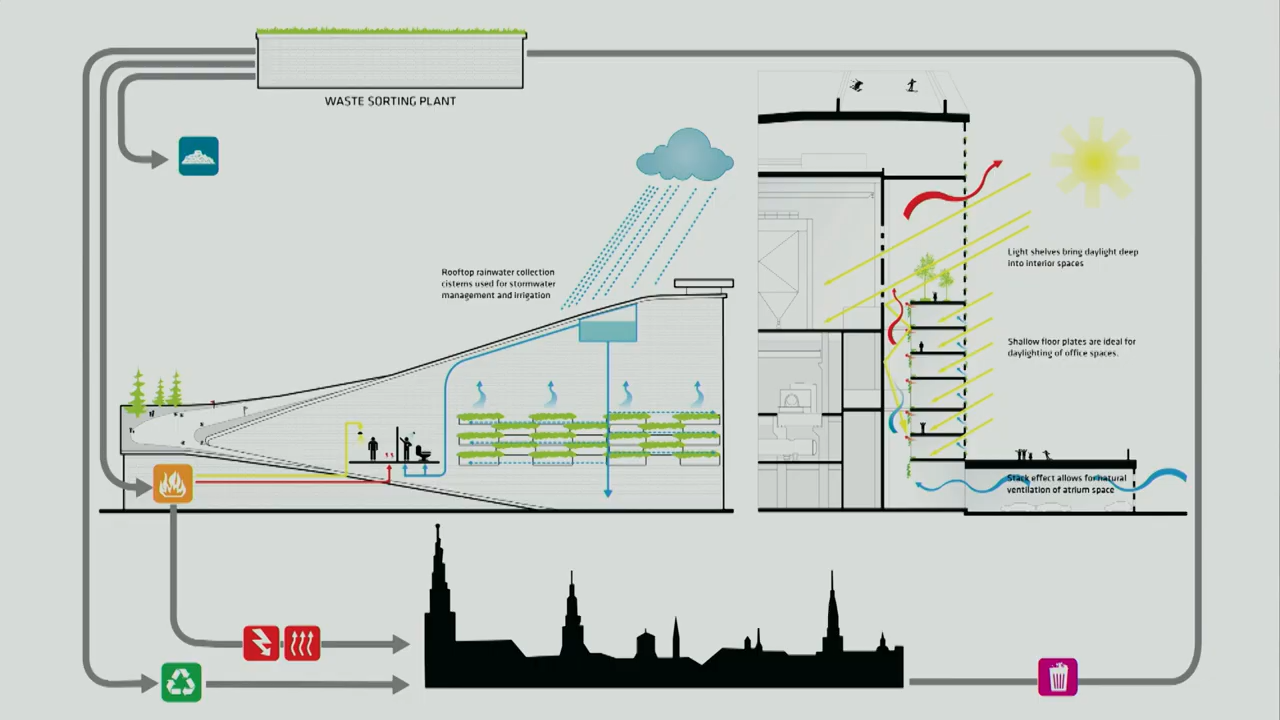 WASTE SORTING PLANT
Rooftop rainwater collection
cisterns used for stormwater
management and irrigation
Light shelves bring daylight deep
into interior spaces
Shallow floor plates are ideal for
daylighting of office spaces.
Stack effect allows for natural
ventilation of atrium space